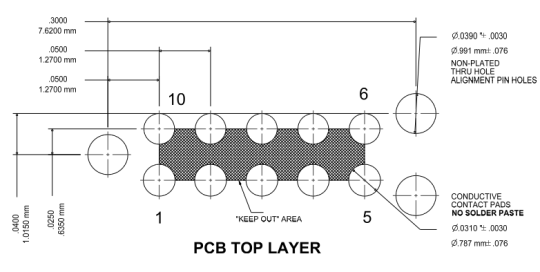 .3000
7.6200 mm
.0500
1.2700 mm
.0500
1.2700 mm
Ø.0390 "± .0030
Ø.991 mm± .076
NON-PLATED
THRU HOLE
ALIGNMENT PIN HOLES
10
6
.0400
1.0150 mm
.0250
.6350 mm
1
"KEEP OUT" AREA
5
CONDUCTIVE
CONTACT PADS
NO SOLDER PASTE
Ø.0310 "± .0030
Ø.787 mm± .076
PCB TOP LAYER